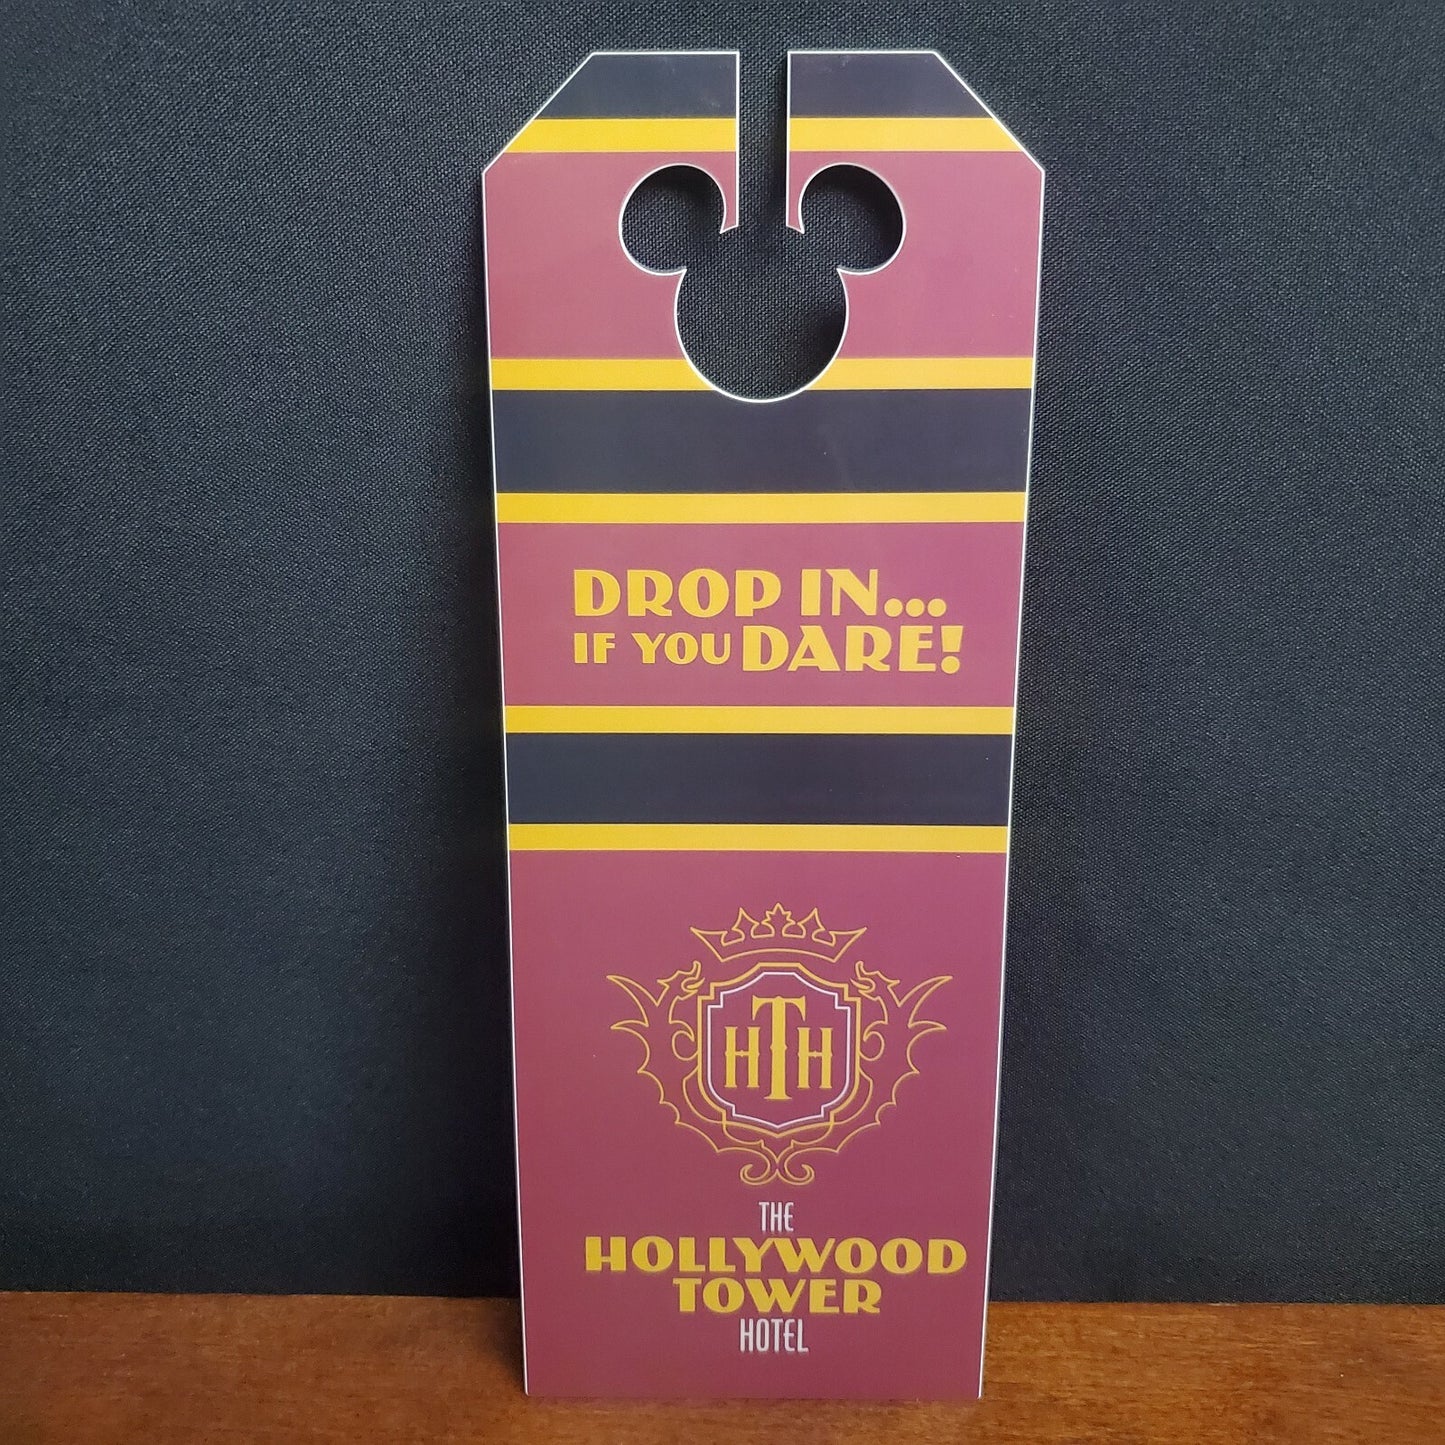 DROP IN...
IF YOU DARE!
HTH
THE
HOLLYWOOD
TOWER
HOTEL